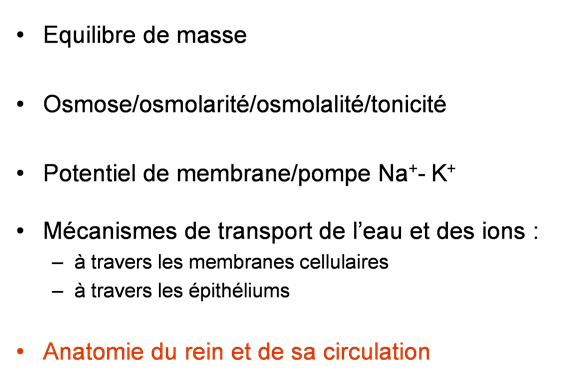 • Equilibre de masse
• Osmose/osmolarité/osmolalité/tonicité
• Potentiel de membrane/pompe Na⁺- K⁺
• Mécanismes de transport de l’eau et des ions :
– à travers les membranes cellulaires
– à travers les épithéliums
• Anatomie du rein et de sa circulation